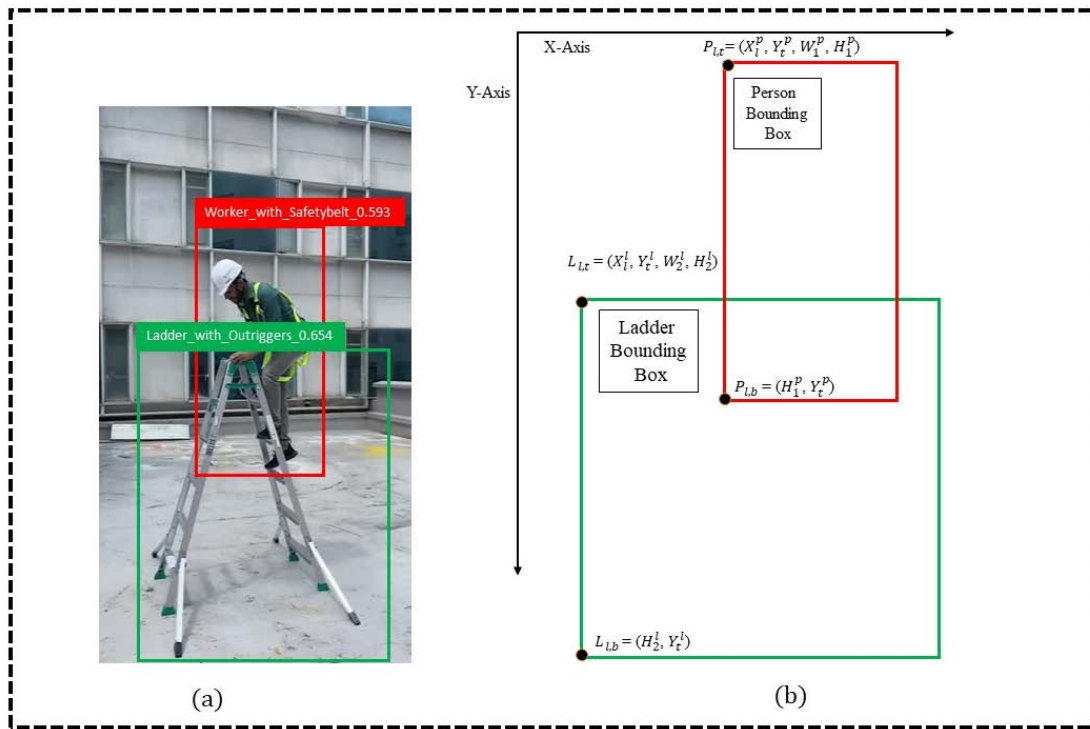 Worker_with_Safetybelt_0.593
Ladder_with_Outriggers_0.654
(a)
X-Axis
Y-Axis
P_{l,t} = (X_l^p, Y_t^p, W_1^p, H_1^p)
Person
Bounding
Box
L_{l,t} = (X_l^l, Y_t^l, W_2^l, H_2^l)
Ladder
Bounding
Box
P_{l,b} = (H_1^p, Y_t^p)
L_{l,b} = (H_2^l, Y_t^l)
(b)